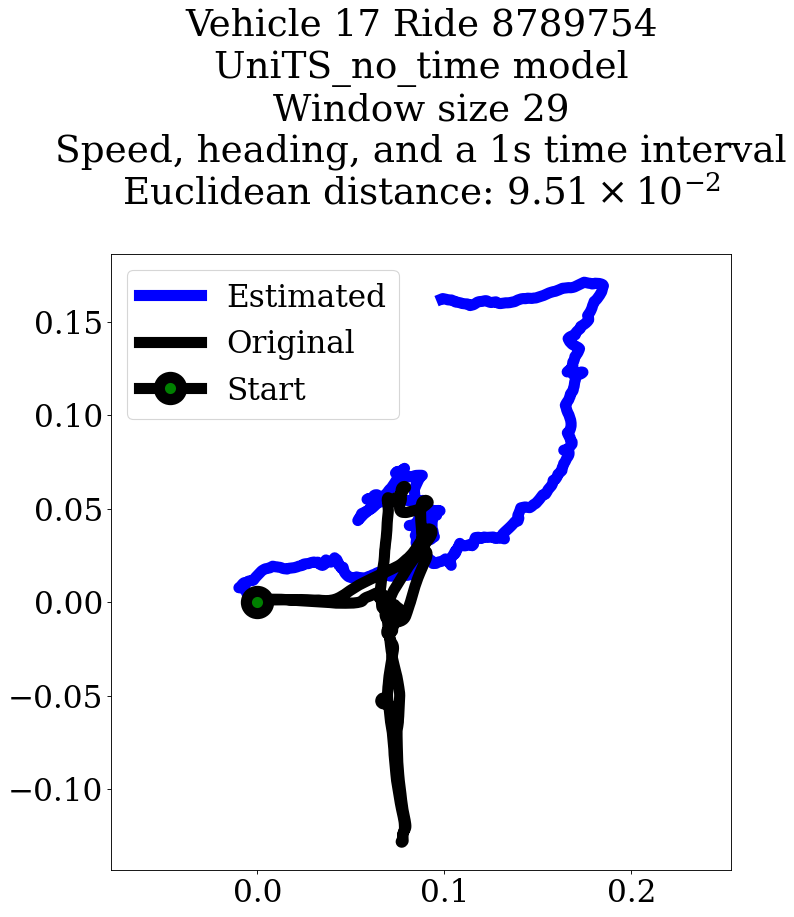 Vehicle 17 Ride 8789754
UniTS_no_time model
Window size 29
Speed, heading, and a 1s time interval
Euclidean distance: 9.51 × 10⁻²
Estimated
Original
Start
0.15
0.10
0.05
0.00
−0.05
−0.10
0.0 0.1 0.2